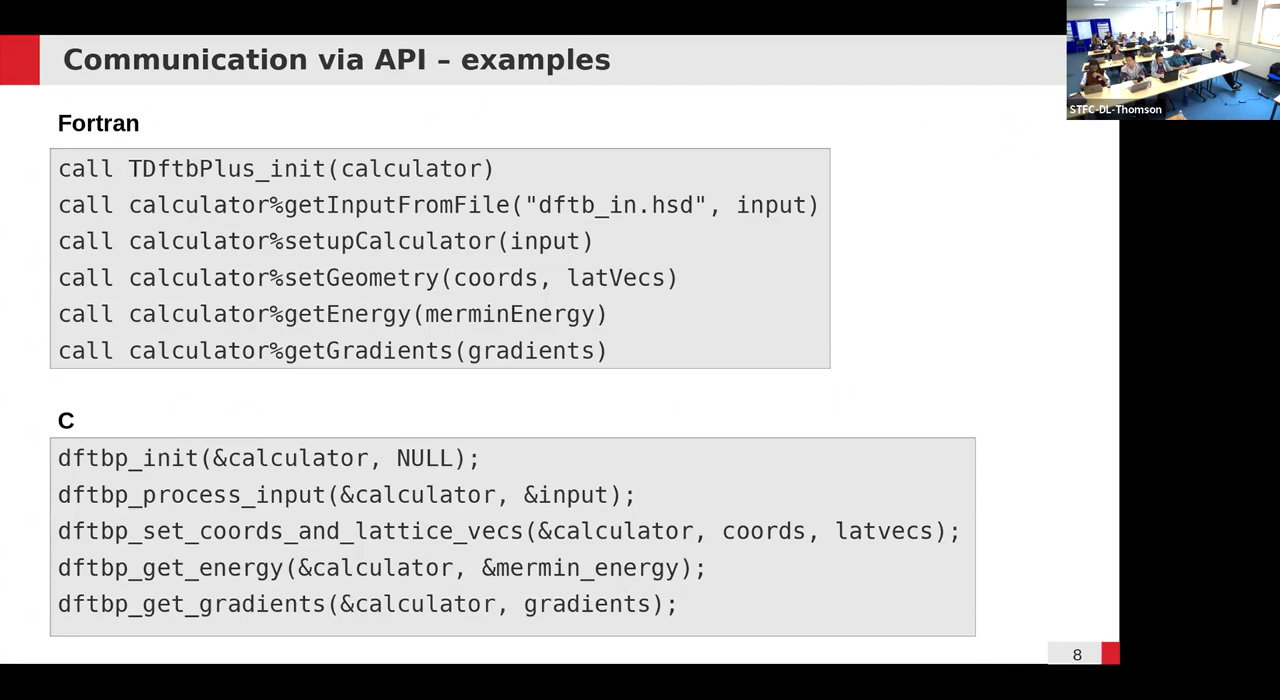 Communication via API – examples
STFC-DL-Thomson
Fortran
call TDftbPlus_init(calculator)
call calculator%getInputFromFile("dftb_in.hsd", input)
call calculator%setupCalculator(input)
call calculator%setGeometry(coords, latVecs)
call calculator%getEnergy(merminEnergy)
call calculator%getGradients(gradients)
C
dftbp_init(&calculator, NULL);
dftbp_process_input(&calculator, &input);
dftbp_set_coords_and_lattice_vecs(&calculator, coords, latvecs);
dftbp_get_energy(&calculator, &mermin_energy);
dftbp_get_gradients(&calculator, gradients);
8